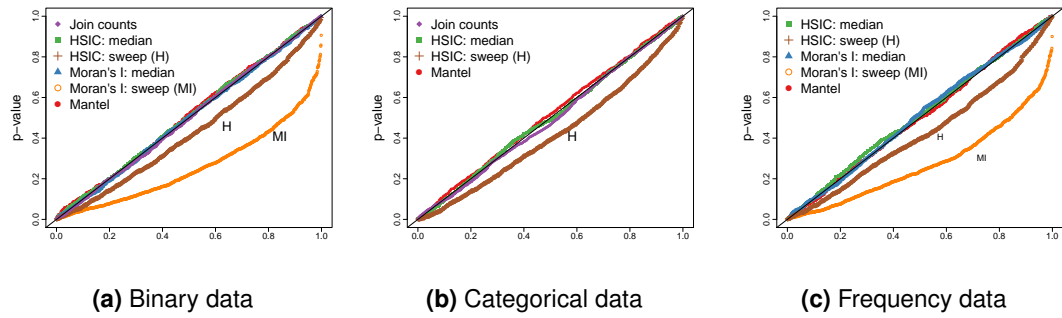 p−value
1.0
0.8
0.6
0.4
0.2
0.0
Join counts
HSIC: median
HSIC: sweep (H)
Moran's I: median
Moran's I: sweep (MI)
Mantel
H
MI
0.0 0.2 0.4 0.6 0.8 1.0
(a) Binary data
p−value
1.0
0.8
0.6
0.4
0.2
0.0
Join counts
HSIC: median
HSIC: sweep (H)
Mantel
H
0.0 0.2 0.4 0.6 0.8 1.0
(b) Categorical data
p−value
1.0
0.8
0.6
0.4
0.2
0.0
HSIC: median
HSIC: sweep (H)
Moran's I: median
Moran's I: sweep (MI)
Mantel
H
MI
0.0 0.2 0.4 0.6 0.8 1.0
(c) Frequency data